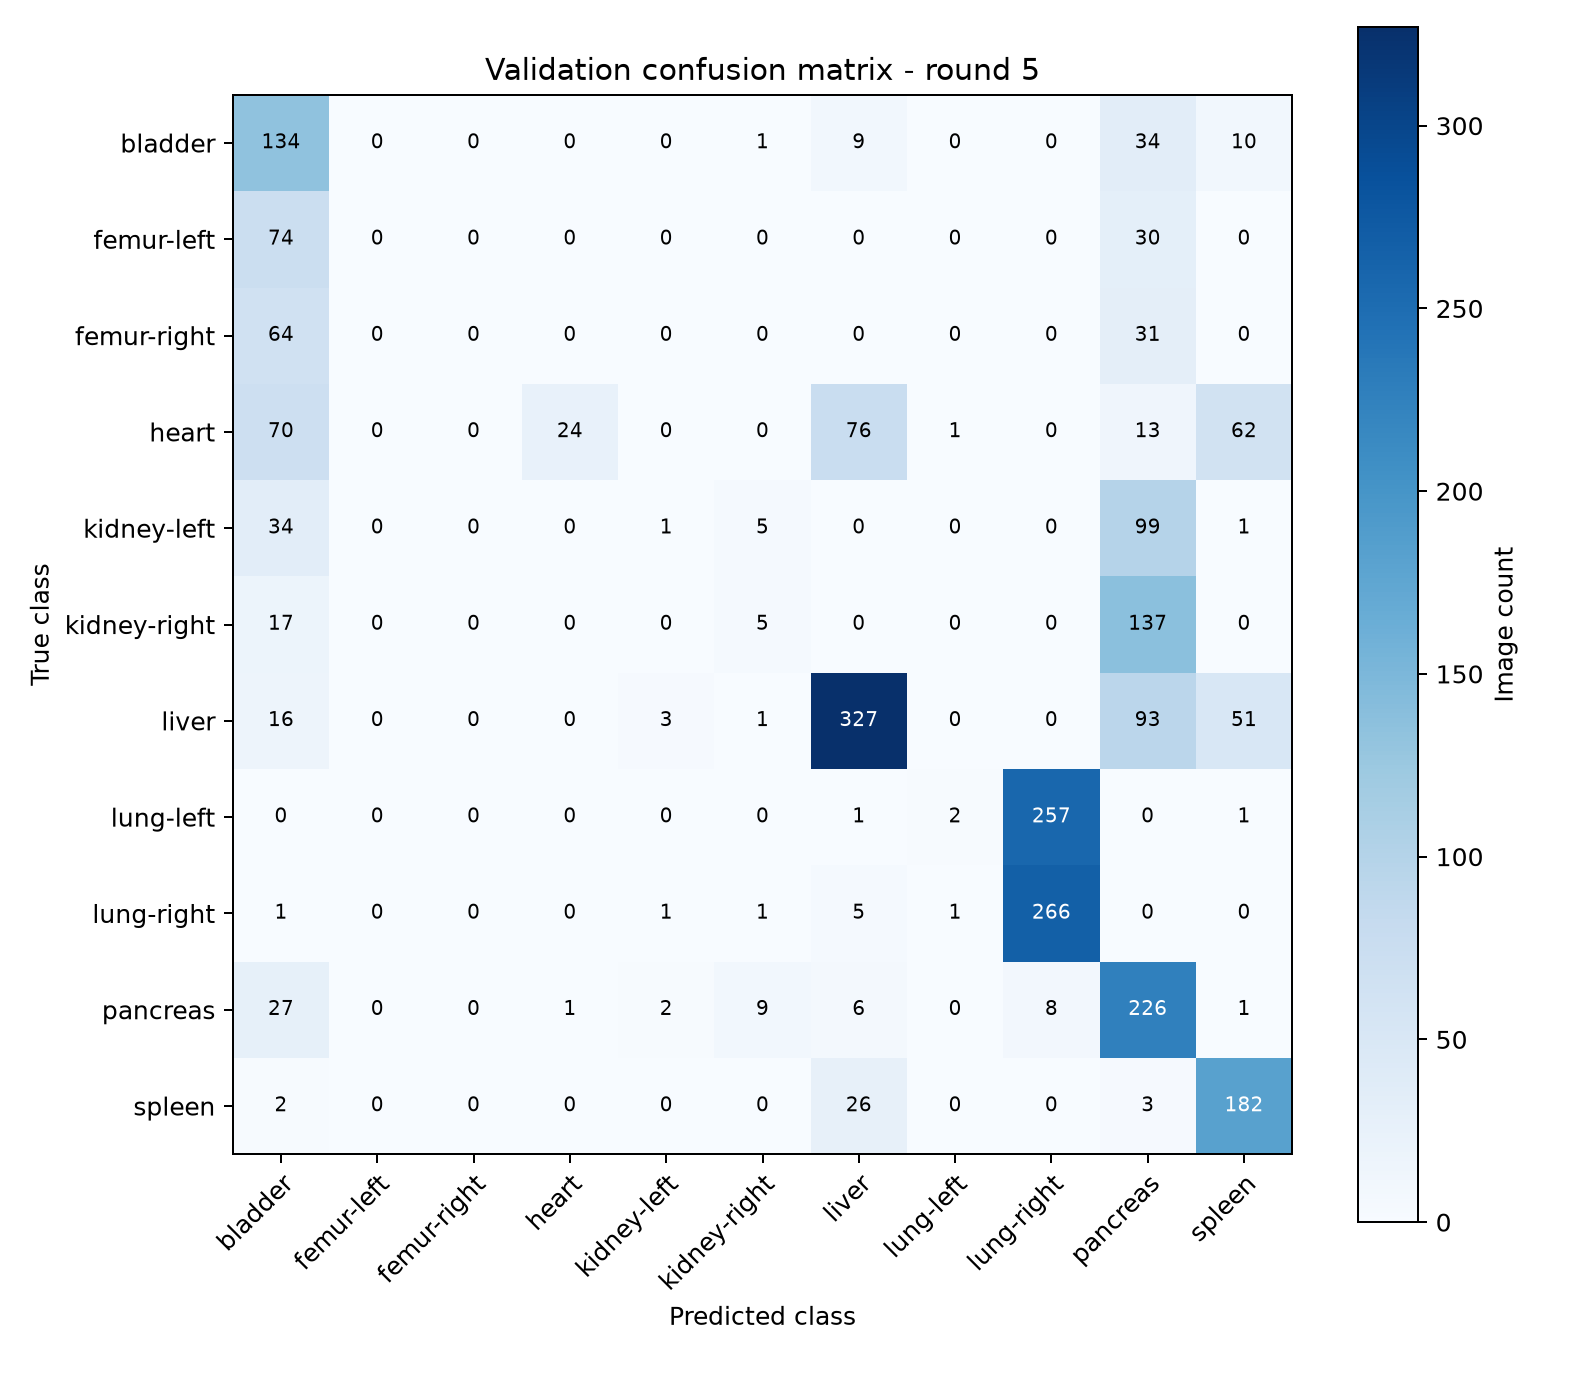 Validation confusion matrix - round 5
bladder 134 0 0 0 0 1 9 0 0 34 10
femur-left 74 0 0 0 0 0 0 0 0 30 0
femur-right 64 0 0 0 0 0 0 0 0 31 0
heart 70 0 0 24 0 0 76 1 0 13 62
kidney-left 34 0 0 0 1 5 0 0 0 99 1
kidney-right 17 0 0 0 0 5 0 0 0 137 0
liver 16 0 0 0 3 1 327 0 0 93 51
lung-left 0 0 0 0 0 0 1 2 257 0 1
lung-right 1 0 0 0 1 1 5 1 266 0 0
pancreas 27 0 0 1 2 9 6 0 8 226 1
spleen 2 0 0 0 0 0 26 0 0 3 182
True class
bladder femur-left femur-right heart kidney-left kidney-right liver lung-left lung-right pancreas spleen
Predicted class
300
250
200
150
100
50
0
Image count